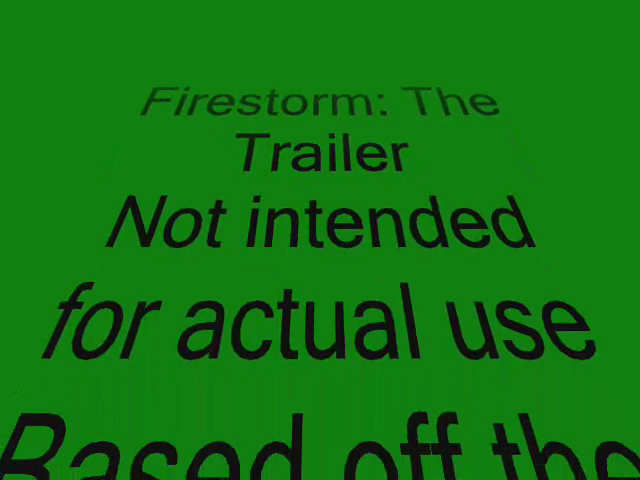 Firestorm: The
Trailer
Not intended
for actual use
Based off the